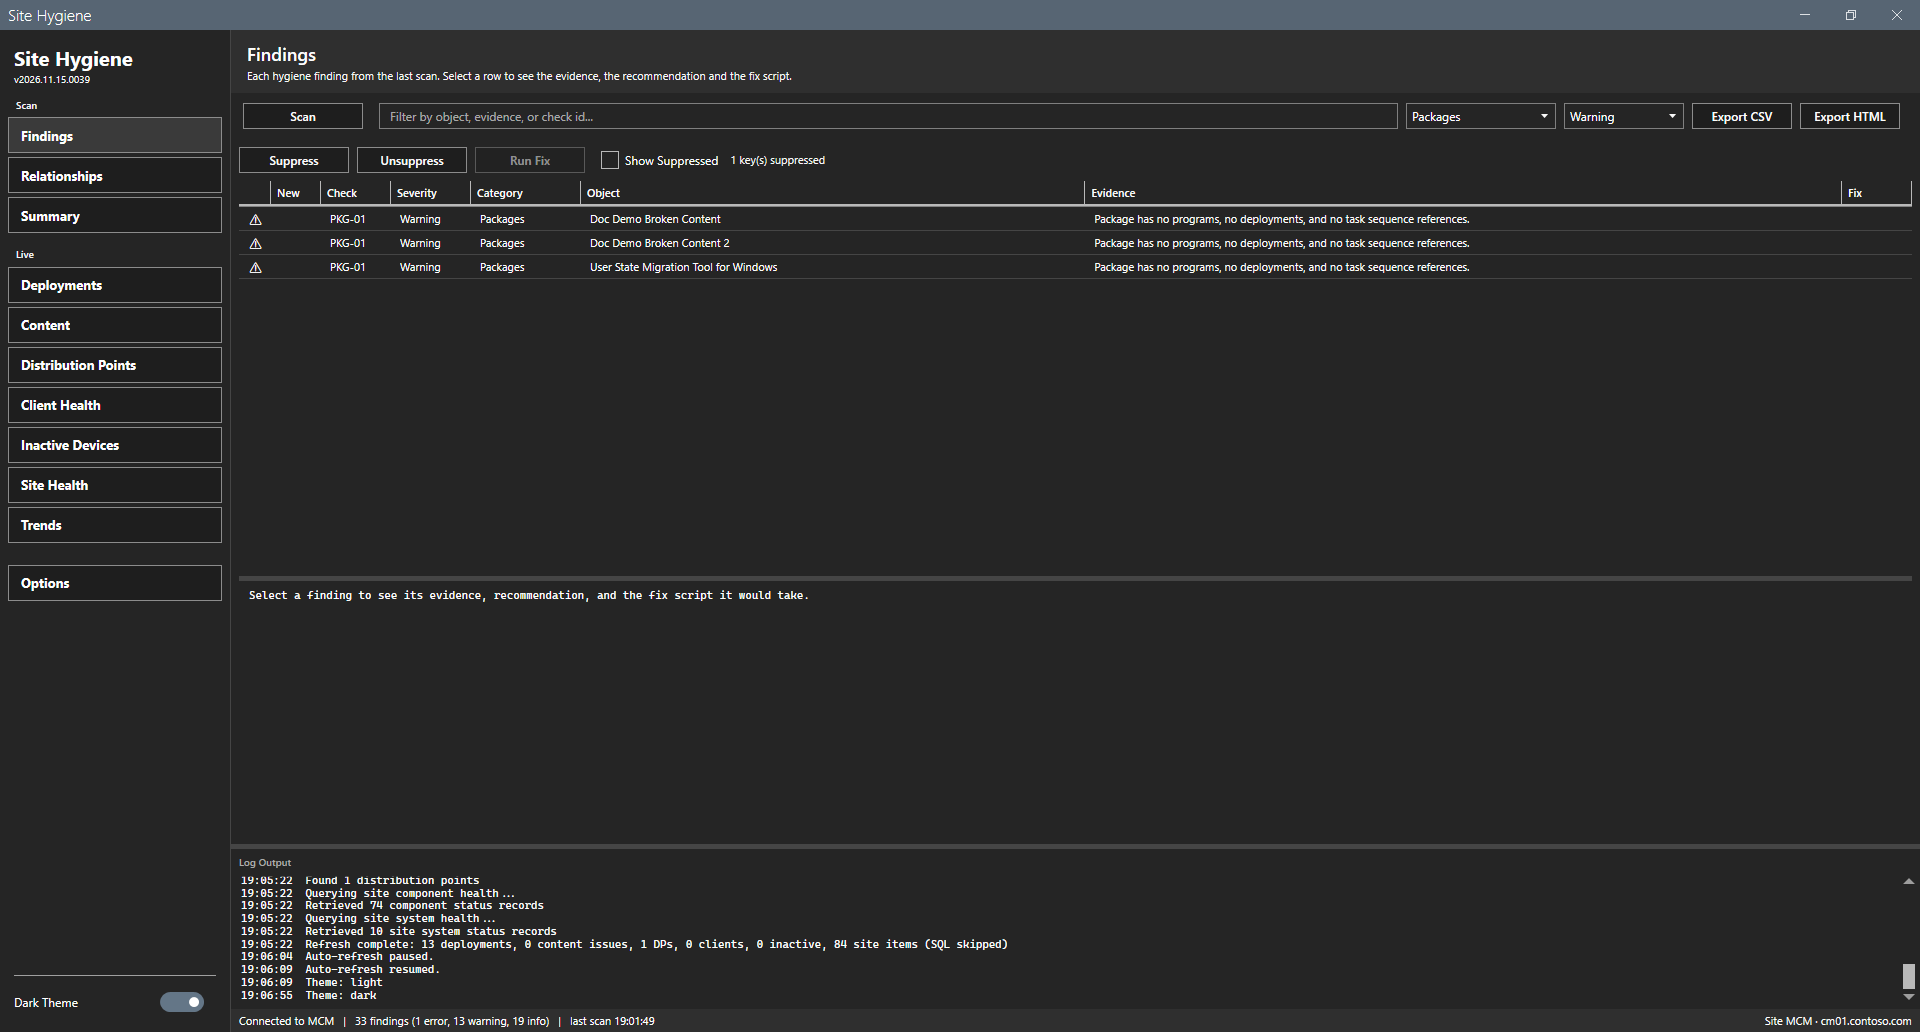 Site Hygiene
Site Hygiene
v2026.11.15.0039
Scan
Findings
Relationships
Summary
Live
Deployments
Content
Distribution Points
Client Health
Inactive Devices
Site Health
Trends
Options
Dark Theme
Findings
Each hygiene finding from the last scan. Select a row to see the evidence, the recommendation and the fix script.
Scan Filter by object, evidence, or check id... Packages Warning Export CSV Export HTML
Suppress Unsuppress Run Fix Show Suppressed 1 key(s) suppressed
New Check Severity Category Object Evidence Fix
PKG-01 Warning Packages Doc Demo Broken Content Package has no programs, no deployments, and no task sequence references.
PKG-01 Warning Packages Doc Demo Broken Content 2 Package has no programs, no deployments, and no task sequence references.
PKG-01 Warning Packages User State Migration Tool for Windows Package has no programs, no deployments, and no task sequence references.
Select a finding to see its evidence, recommendation, and the fix script it would take.
Log Output
19:05:22 Found 1 distribution points
19:05:22 Querying site component health...
19:05:22 Retrieved 74 component status records
19:05:22 Querying site system health...
19:05:22 Retrieved 10 site system status records
19:05:22 Refresh complete: 13 deployments, 0 content issues, 1 DPs, 0 clients, 0 inactive, 84 site items (SQL skipped)
19:06:04 Auto-refresh paused.
19:06:09 Auto-refresh resumed.
19:06:09 Theme: light
19:06:55 Theme: dark
Connected to MCM | 33 findings (1 error, 13 warning, 19 info) | last scan 19:01:49
Site MCM · cm01.contoso.com